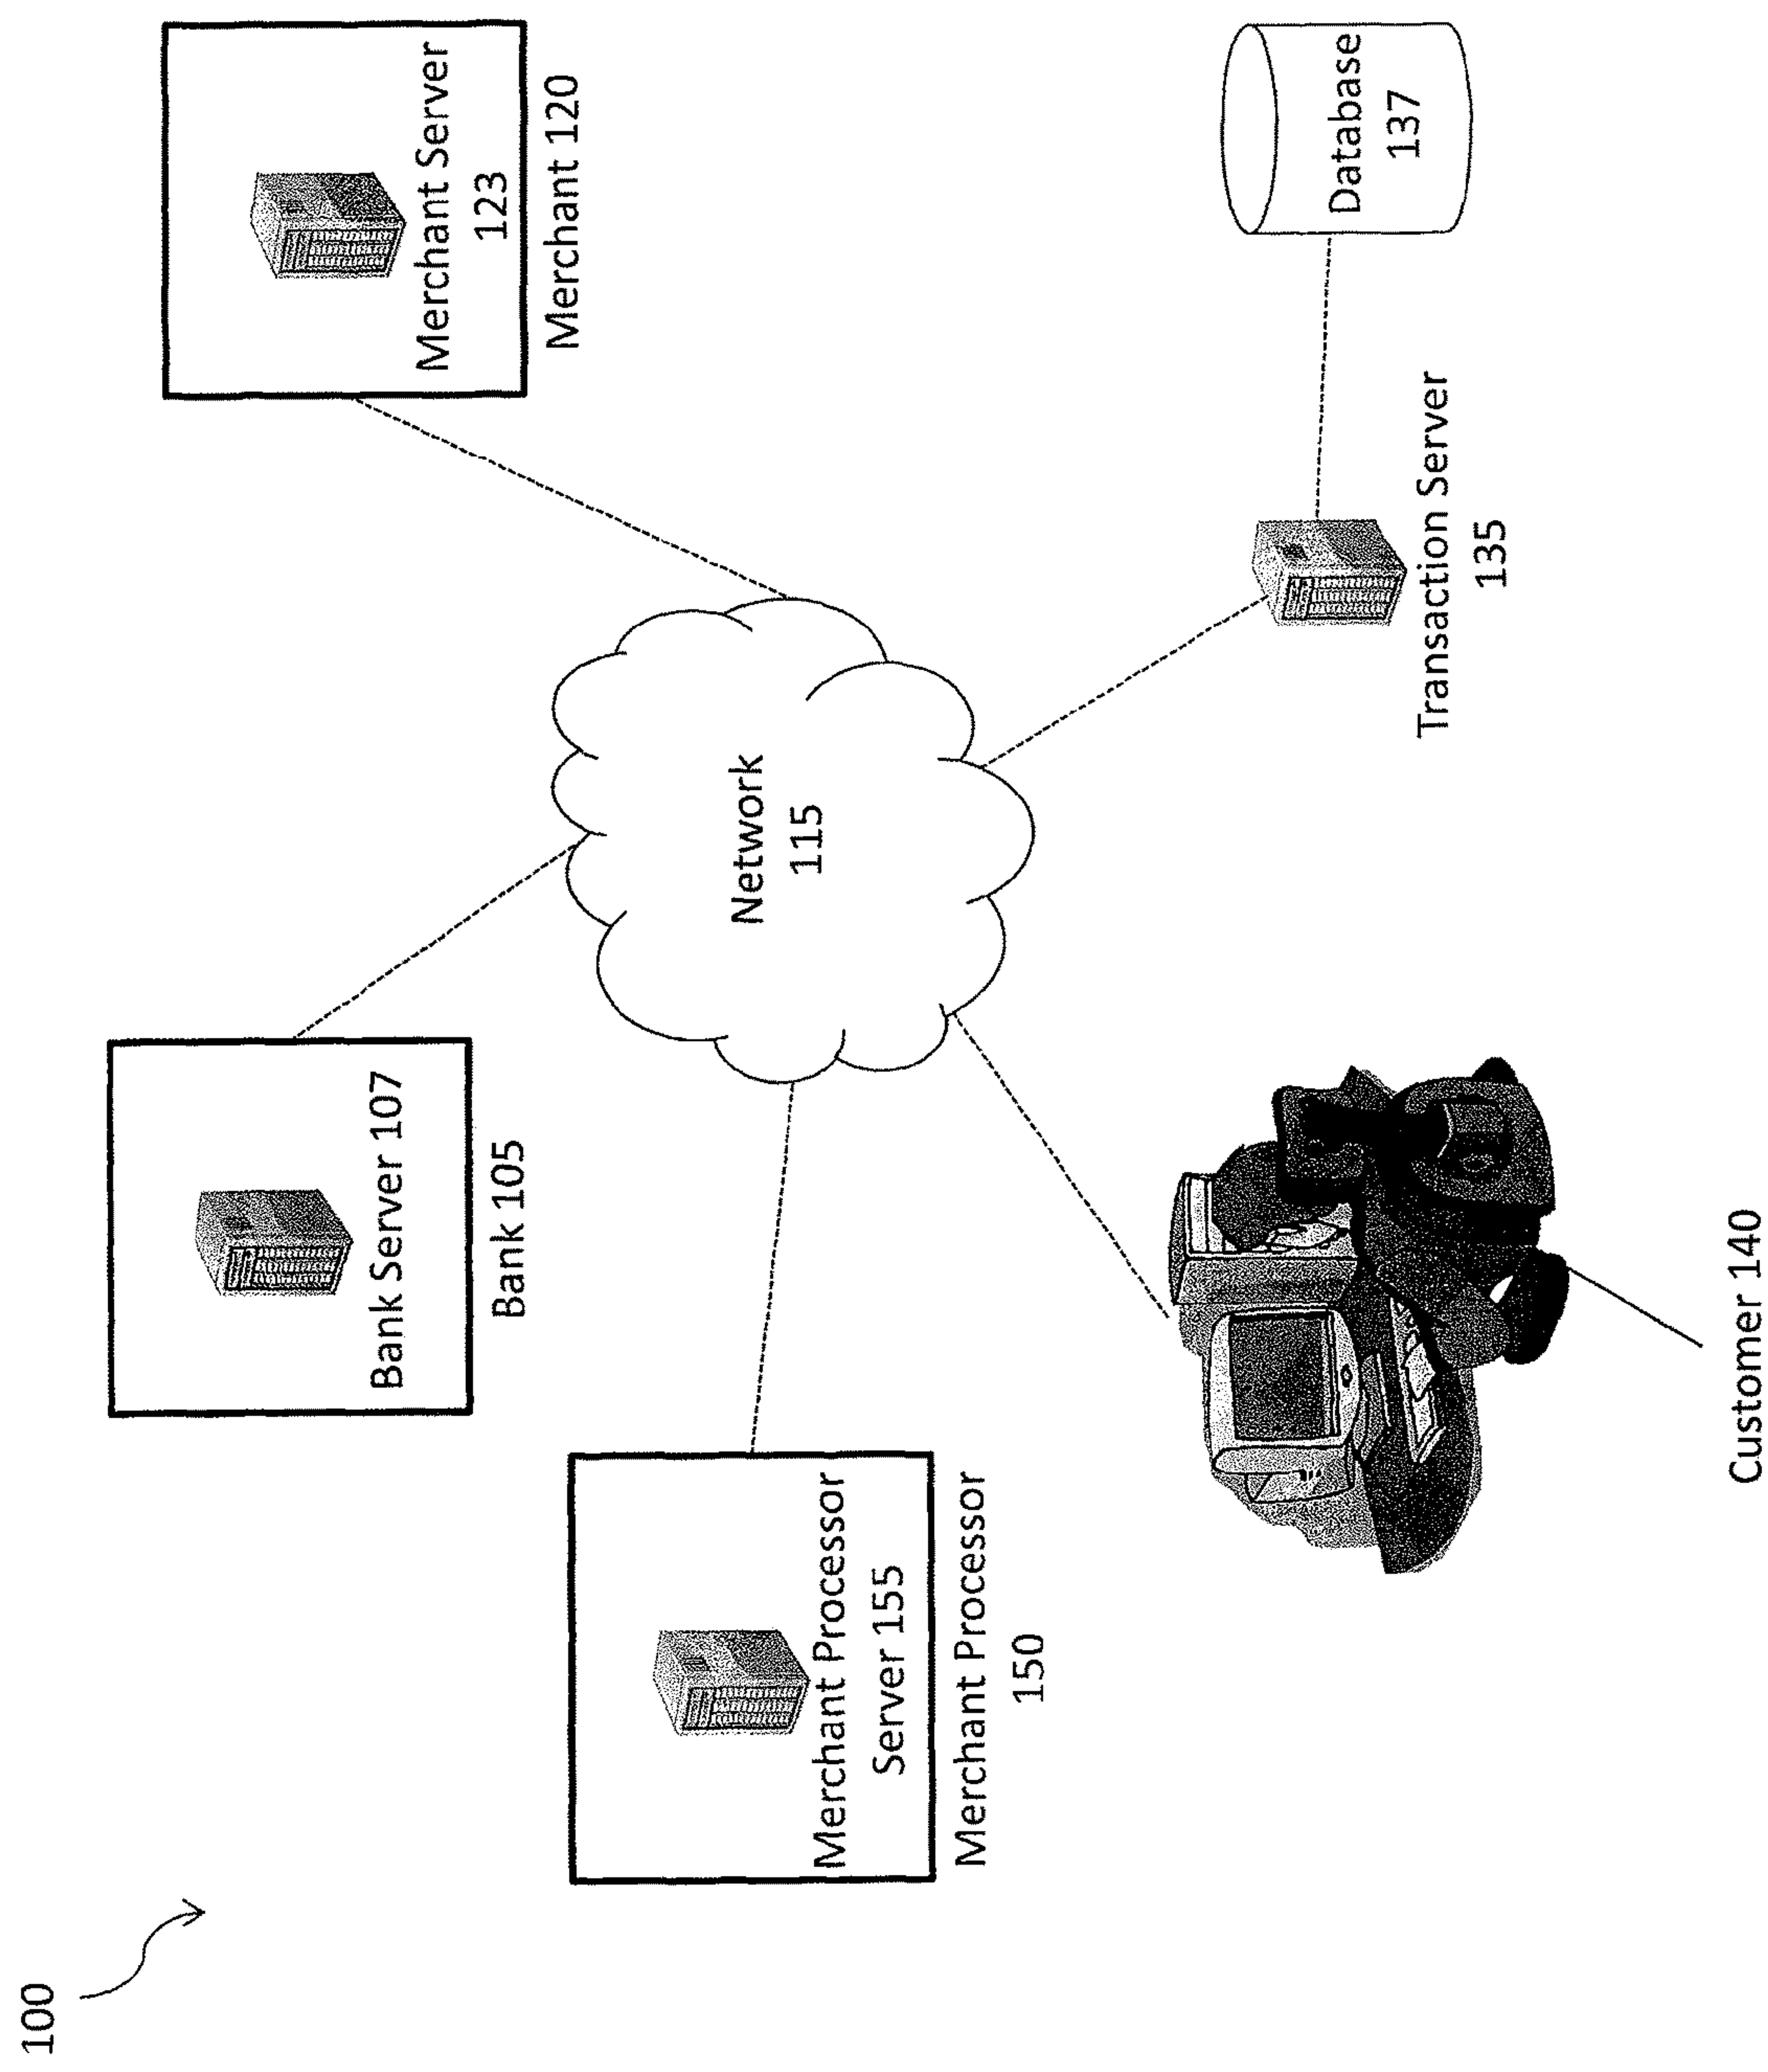 100
Bank Server 107
Bank 105
Merchant Server
123
Merchant 120
Merchant Processor
Server 155
Merchant Processor
150
Network
115
Database
137
Transaction Server
135
Customer 140